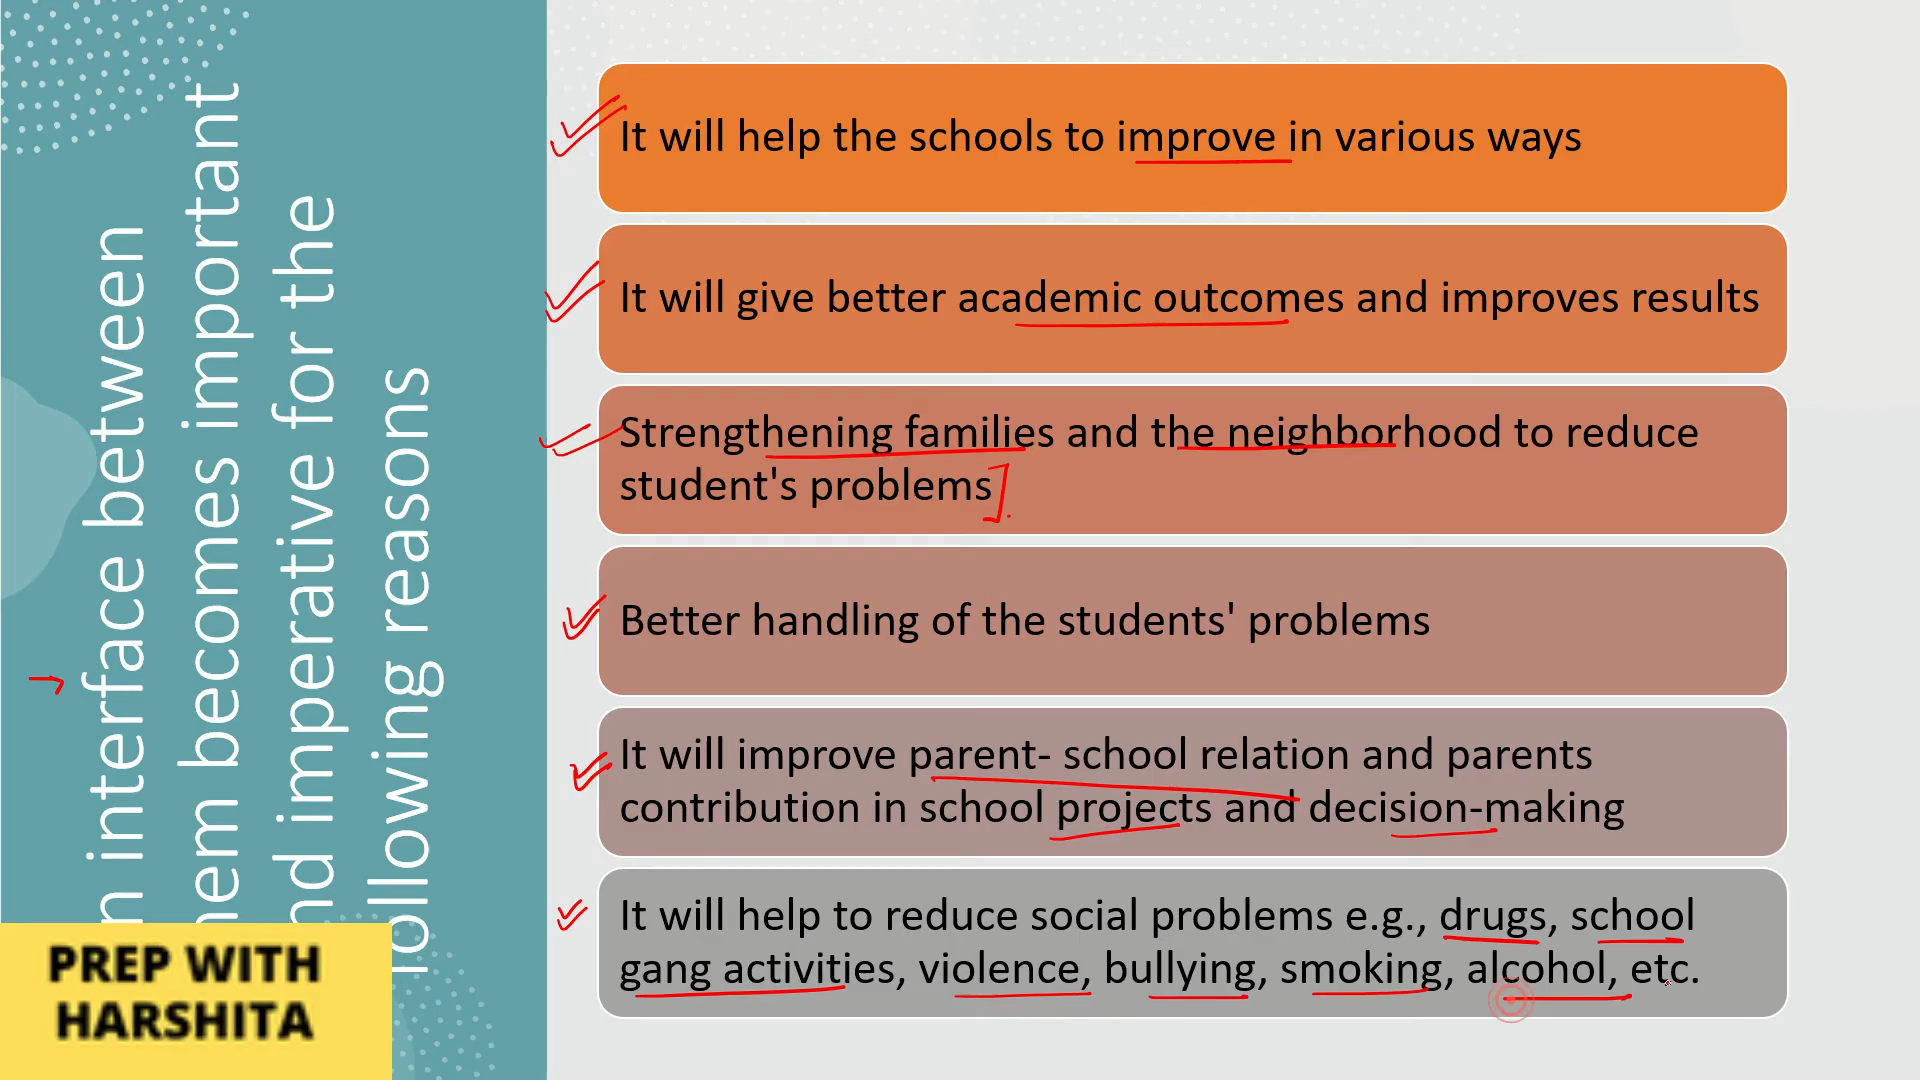 n interface between
em becomes important
nd imperative for the
ollowing reasons
It will help the schools to improve in various ways
It will give better academic outcomes and improves results
Strengthening families and the neighborhood to reduce
student's problems
Better handling of the students' problems
It will improve parent- school relation and parents
contribution in school projects and decision-making
It will help to reduce social problems e.g., drugs, school
gang activities, violence, bullying, smoking, alcohol, etc.
PREP WITH
HARSHITA